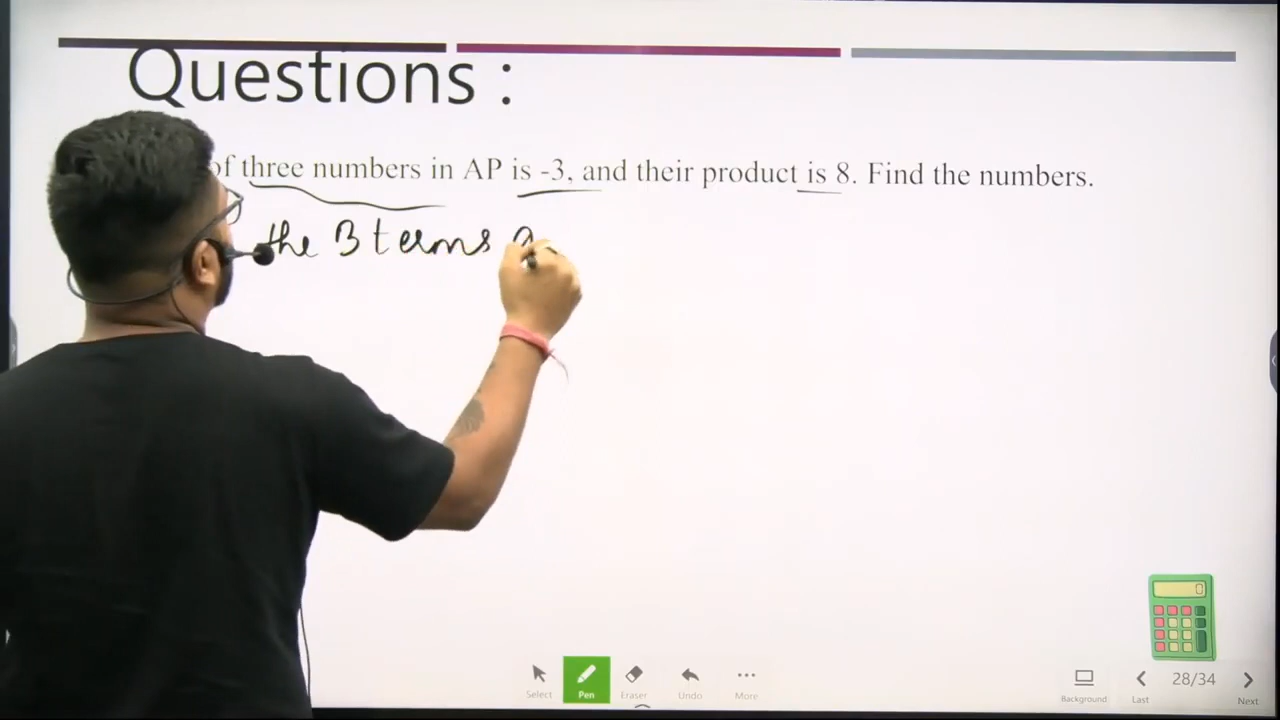 Questions :
of three numbers in AP is -3, and their product is 8. Find the numbers.
the 3 terms a
0
Select Pen Eraser Undo More Background Last 28/34 Next